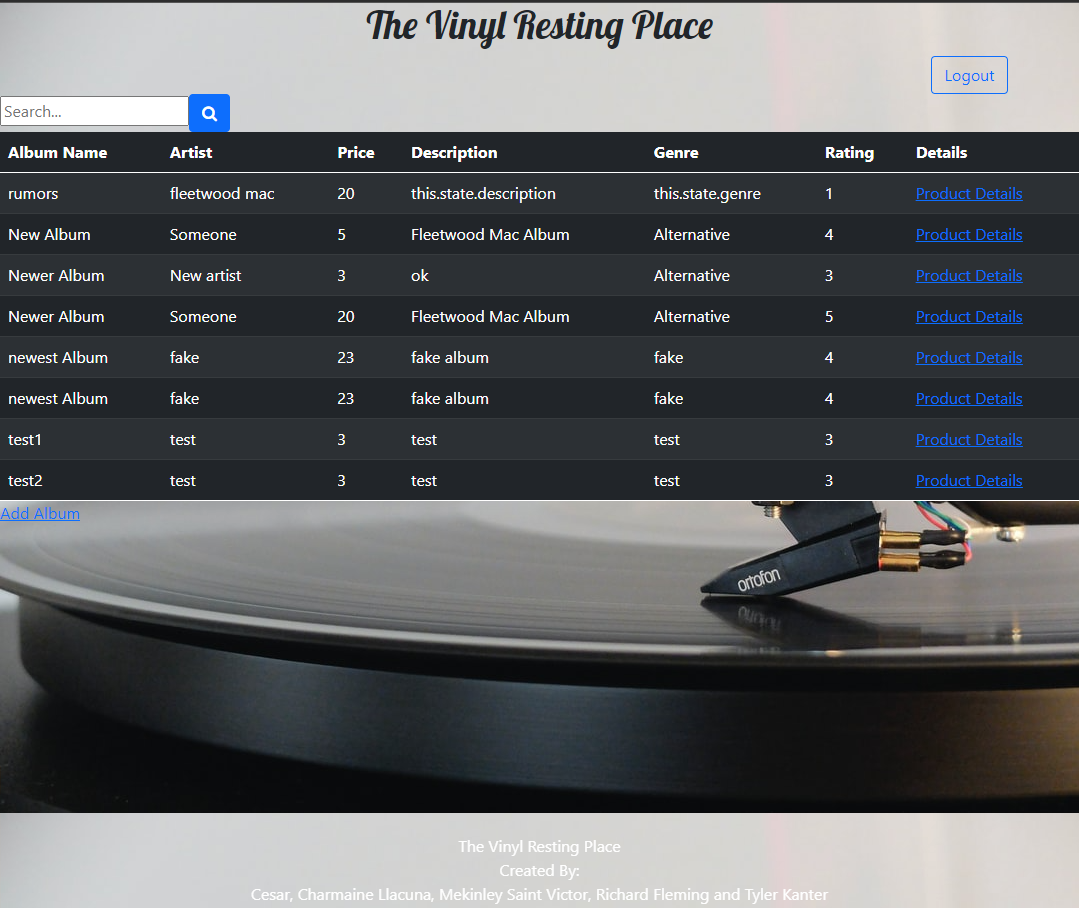 The Vinyl Resting Place
Logout
Search...
Album Name Artist Price Description Genre Rating Details
rumors fleetwood mac 20 this.state.description this.state.genre 1 Product Details
New Album Someone 5 Fleetwood Mac Album Alternative 4 Product Details
Newer Album New artist 3 ok Alternative 3 Product Details
Newer Album Someone 20 Fleetwood Mac Album Alternative 5 Product Details
newest Album fake 23 fake album fake 4 Product Details
newest Album fake 23 fake album fake 4 Product Details
test1 test 3 test test 3 Product Details
test2 test 3 test test 3 Product Details
Add Album
ortofon
The Vinyl Resting Place
Created By:
Cesar, Charmaine Llacuna, Mekinley Saint Victor, Richard Fleming and Tyler Kanter